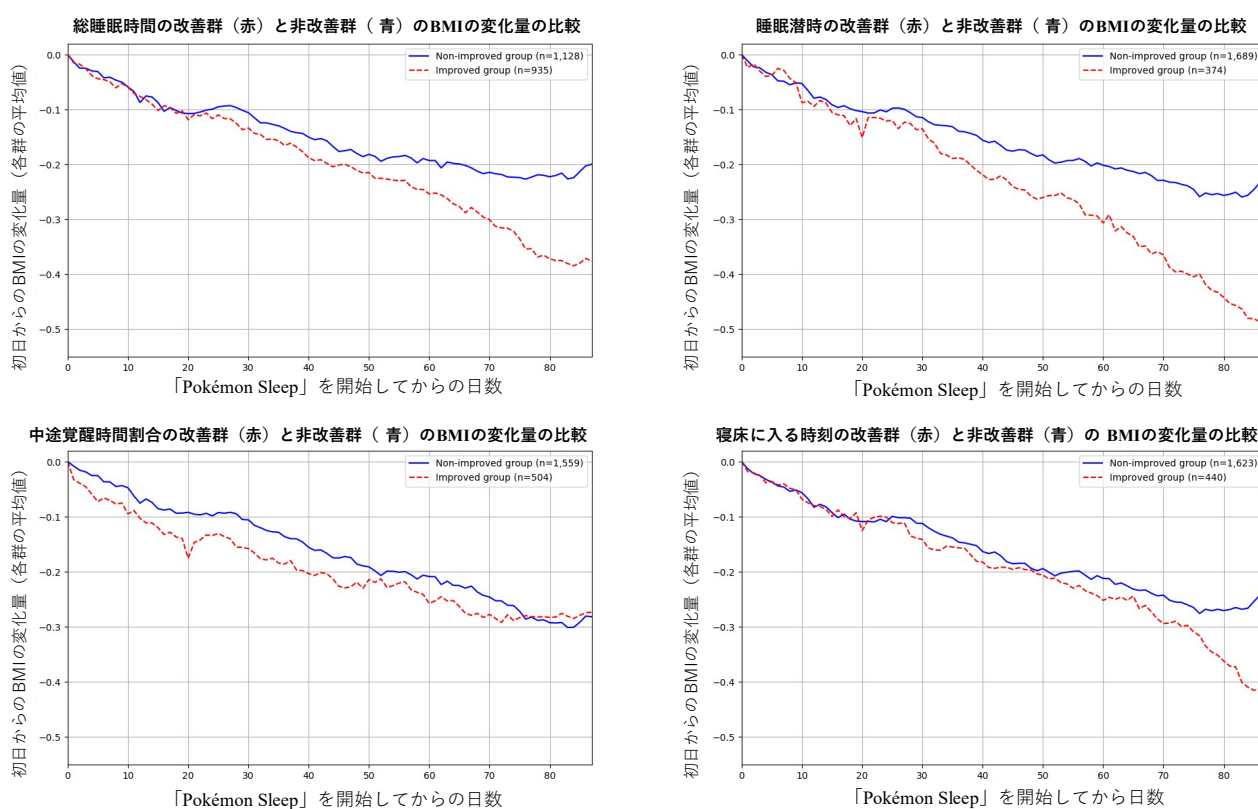 総睡眠時間の改善群（赤）と非改善群（ 青）のBMIの変化量の比較
Non-improved group (n=1,128)
Improved group (n=935)
初日からのBMIの変化量（各群の平均値）
0.0
−0.1
−0.2
−0.3
−0.4
−0.5
0 10 20 30 40 50 60 70 80
「Pokémon Sleep」を開始してからの日数
睡眠潜時の改善群（赤）と非改善群（ 青）のBMIの変化量の比較
Non-improved group (n=1,689)
Improved group (n=374)
初日からのBMIの変化量（各群の平均値）
0.0
−0.1
−0.2
−0.3
−0.4
−0.5
0 10 20 30 40 50 60 70 80
「Pokémon Sleep」を開始してからの日数
中途覚醒時間割合の改善群（赤）と非改善群（ 青）のBMIの変化量の比較
Non-improved group (n=1,559)
Improved group (n=504)
初日からのBMIの変化量（各群の平均値）
0.0
−0.1
−0.2
−0.3
−0.4
−0.5
0 10 20 30 40 50 60 70 80
「Pokémon Sleep」を開始してからの日数
寝床に入る時刻の改善群（赤）と非改善群（青）の BMIの変化量の比較
Non-improved group (n=1,623)
Improved group (n=440)
初日からのBMIの変化量（各群の平均値）
0.0
−0.1
−0.2
−0.3
−0.4
−0.5
0 10 20 30 40 50 60 70 80
「Pokémon Sleep」を開始してからの日数